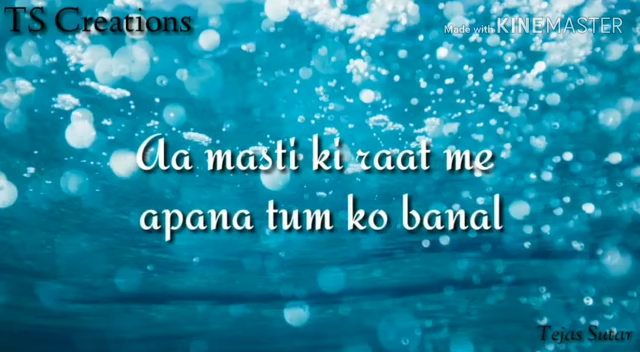 TS Creations
Made with KINEMASTER
Aa masti ki raat me
apana tum ko banal
Tejas Sutar